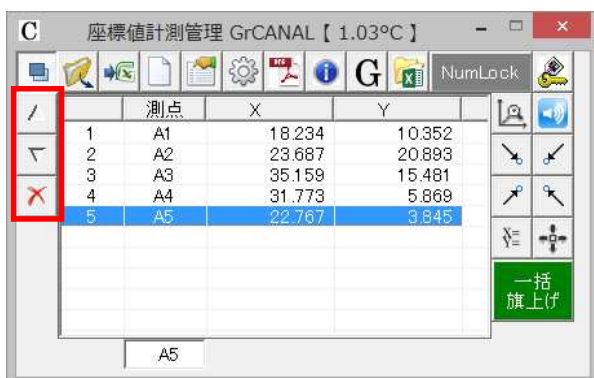 C 座標値計測管理 GrCANAL【 1.03ºC 】
G NumLock
測点 X Y
1 A1 18.234 10.352
2 A2 23.687 20.893
3 A3 35.159 15.481
4 A4 31.773 5.869
5 A5 22.767 3.845
X=
Y=
一括
旗上げ
A5